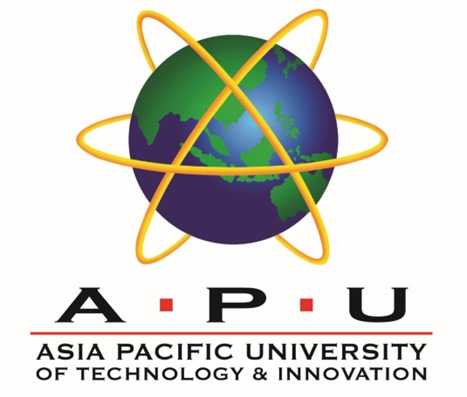 A · P · U
ASIA PACIFIC UNIVERSITY
OF TECHNOLOGY & INNOVATION